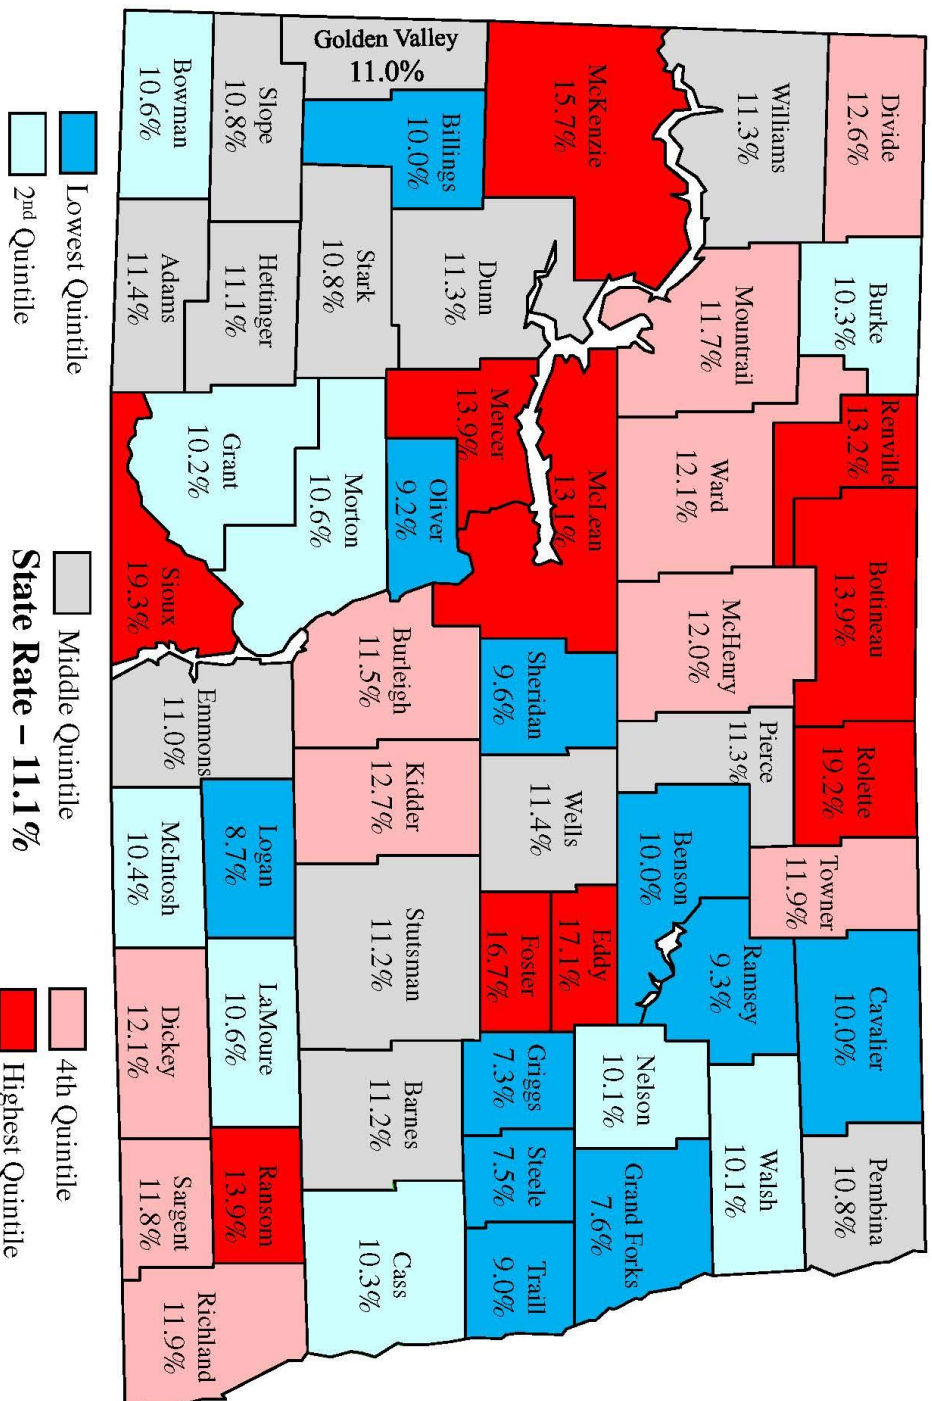 Divide
12.6%
Burke
10.3%
Renville
13.2%
Bottineau
13.9%
Rolette
19.2%
Towner
11.9%
Cavalier
10.0%
Pembina
10.8%
Williams
11.3%
Mountrail
11.7%
Ward
12.1%
McHenry
12.0%
Pierce
11.3%
Benson
10.0%
Ramsey
9.3%
Walsh
10.1%
McKenzie
15.7%
McLean
13.1%
Sheridan
9.6%
Wells
11.4%
Eddy
17.1%
Foster
16.7%
Nelson
10.1%
Grand Forks
7.6%
Golden Valley
11.0%
Billings
10.0%
Dunn
11.3%
Mercer
13.9%
Oliver
9.2%
Griggs
7.3%
Steele
7.5%
Traill
9.0%
Stark
10.8%
Morton
10.6%
Burleigh
11.5%
Kidder
12.7%
Stutsman
11.2%
Barnes
11.2%
Cass
10.3%
Slope
10.8%
Hettinger
11.1%
Grant
10.2%
Bowman
10.6%
Adams
11.4%
Sioux
19.3%
Emmons
11.0%
Logan
8.7%
LaMoure
10.6%
Ransom
13.9%
McIntosh
10.4%
Dickey
12.1%
Sargent
11.8%
Richland
11.9%
Lowest Quintile
Middle Quintile
4th Quintile
2nd Quintile
State Rate – 11.1%
Highest Quintile